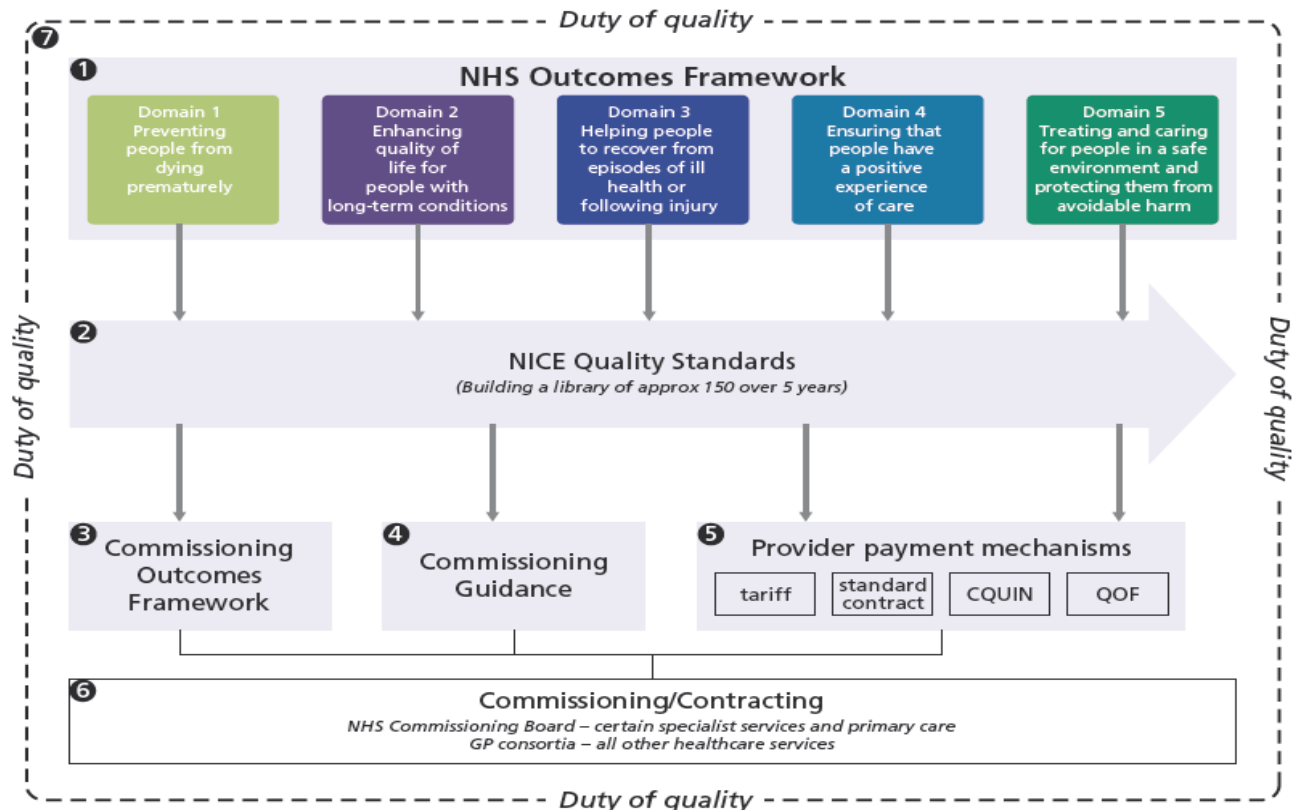 Duty of quality
7
1
NHS Outcomes Framework
Domain 1
Preventing
people from
dying
prematurely
Domain 2
Enhancing
quality of
life for
people with
long-term conditions
Domain 3
Helping people
to recover from
episodes of ill
health or
following injury
Domain 4
Ensuring that
people have
a positive
experience
of care
Domain 5
Treating and caring
for people in a safe
environment and
protecting them from
avoidable harm
Duty of quality
Duty of quality
2
NICE Quality Standards
(Building a library of approx 150 over 5 years)
3
Commissioning
Outcomes
Framework
4
Commissioning
Guidance
5
Provider payment mechanisms
tariff
standard
contract
CQUIN
QOF
6
Commissioning/Contracting
NHS Commissioning Board – certain specialist services and primary care
GP consortia – all other healthcare services
Duty of quality